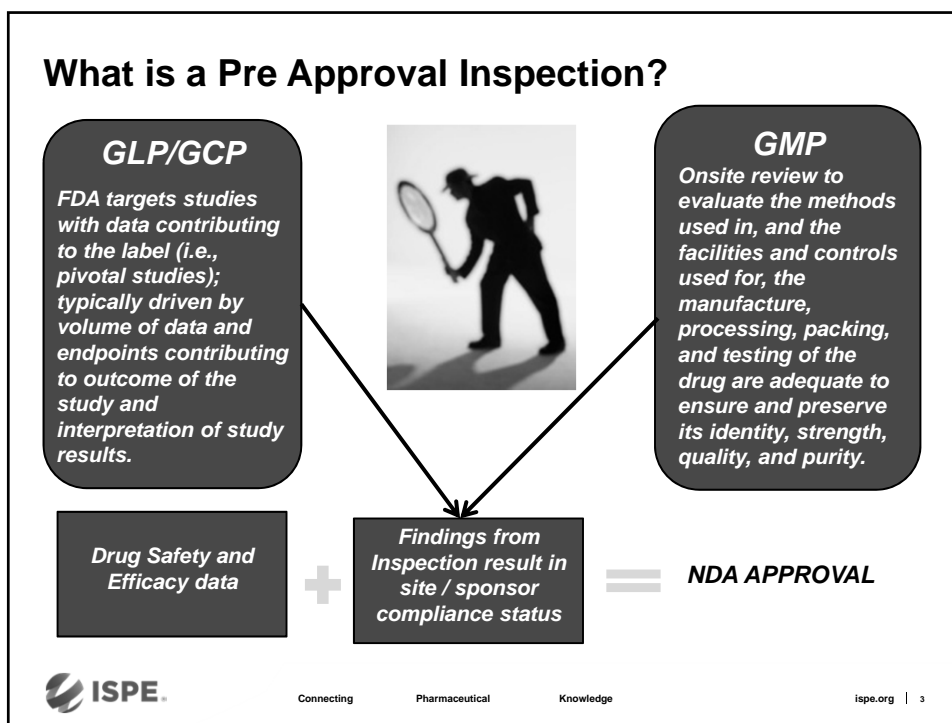 What is a Pre Approval Inspection?
GLP/GCP
FDA targets studies
with data contributing
to the label (i.e.,
pivotal studies);
typically driven by
volume of data and
endpoints contributing
to outcome of the
study and
interpretation of study
results.
GMP
Onsite review to
evaluate the methods
used in, and the
facilities and controls
used for, the
manufacture,
processing, packing,
and testing of the
drug are adequate to
ensure and preserve
its identity, strength,
quality, and purity.
Drug Safety and
Efficacy data
+
Findings from
Inspection result in
site / sponsor
compliance status
=
NDA APPROVAL
ISPE®
Connecting Pharmaceutical Knowledge
ispe.org | 3